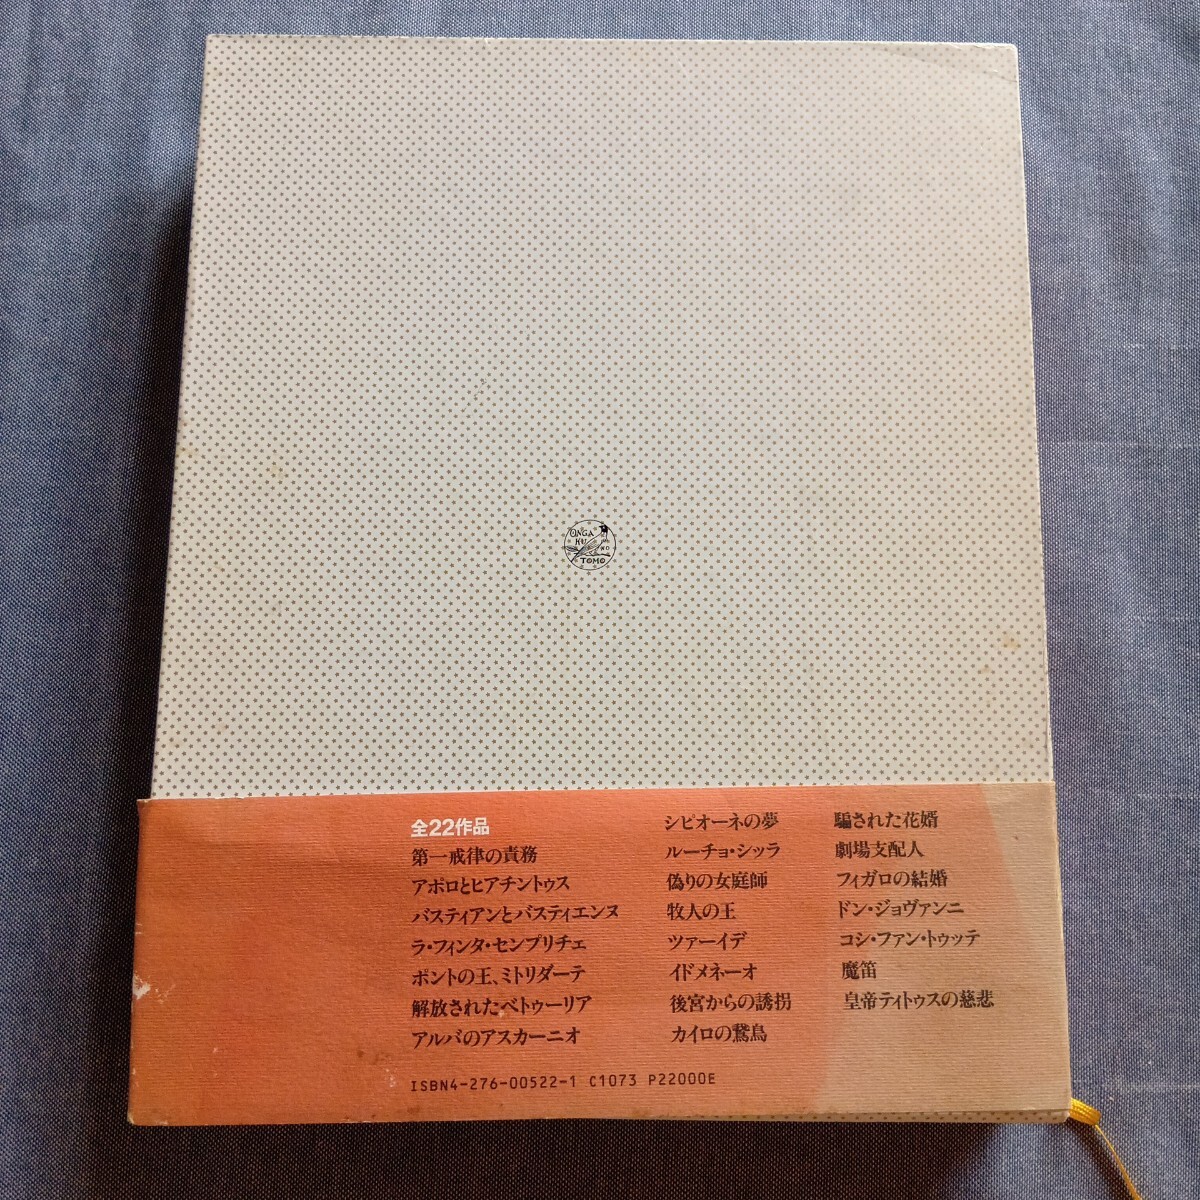 ONGA
KU
NO
TOMO
全22作品
第一戒律の責務
アポロとヒアチントゥス
バスティアンとバスティエンヌ
ラ・フィンタ・センプリチェ
ポントの王、ミトリダーテ
解放されたベトゥーリア
アルバのアスカーニオ
シピオーネの夢
ルーチョ・シッラ
偽りの女庭師
牧人の王
ツァーイデ
イドメネーオ
後宮からの誘拐
カイロの鵞鳥
騙された花婿
劇場支配人
フィガロの結婚
ドン・ジョヴァンニ
コシ・ファン・トゥッテ
魔笛
皇帝ティトゥスの慈悲
ISBN4-276-00522-1 C1073 P22000E